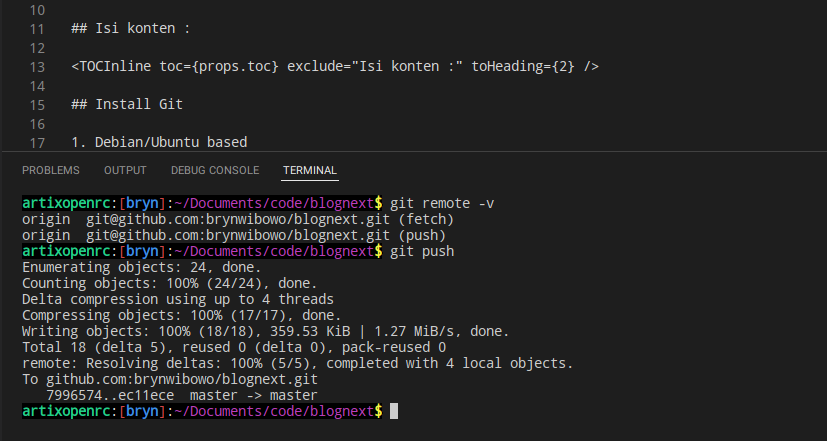 10
11 ## Isi konten :
12
13 <TOCInline toc={props.toc} exclude="Isi konten :" toHeading={2} />
14
15 ## Install Git
16
17 1. Debian/Ubuntu based
PROBLEMS OUTPUT DEBUG CONSOLE TERMINAL
artixopenrc:[bryn]:~/Documents/code/blognext$ git remote -v
origin  git@github.com:brynwibowo/blognext.git (fetch)
origin  git@github.com:brynwibowo/blognext.git (push)
artixopenrc:[bryn]:~/Documents/code/blognext$ git push
Enumerating objects: 24, done.
Counting objects: 100% (24/24), done.
Delta compression using up to 4 threads
Compressing objects: 100% (17/17), done.
Writing objects: 100% (18/18), 359.53 KiB | 1.27 MiB/s, done.
Total 18 (delta 5), reused 0 (delta 0), pack-reused 0
remote: Resolving deltas: 100% (5/5), completed with 4 local objects.
To github.com:brynwibowo/blognext.git
   7996574..ec11ece  master -> master
artixopenrc:[bryn]:~/Documents/code/blognext$